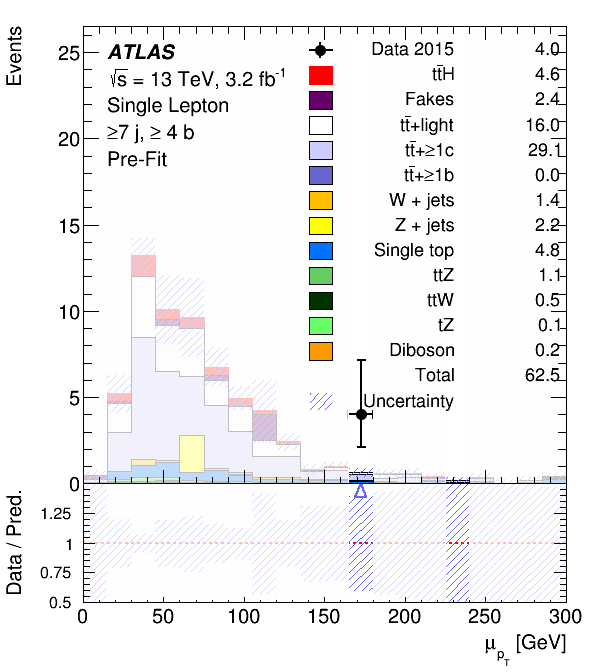 Events
25
20
15
10
5
0
ATLAS
√s = 13 TeV, 3.2 fb-1
Single Lepton
≥7 j, ≥ 4 b
Pre-Fit
Data 2015 4.0
tt̄H 4.6
Fakes 2.4
tt̄+light 16.0
tt̄+≥1c 29.1
tt̄+≥1b 0.0
W + jets 1.4
Z + jets 2.2
Single top 4.8
ttZ 1.1
ttW 0.5
tZ 0.1
Diboson 0.2
Total 62.5
Uncertainty
Data / Pred.
1.25
1
0.75
0.5
0 50 100 150 200 250 300
μpT [GeV]